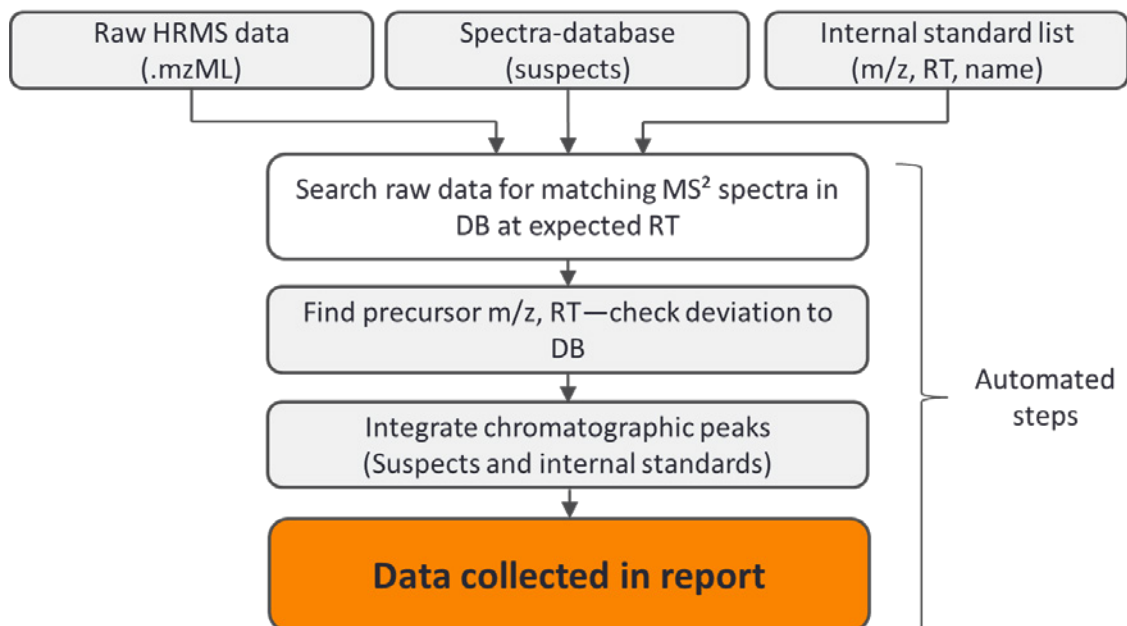 Raw HRMS data
(.mzML)
Spectra-database
(suspects)
Internal standard list
(m/z, RT, name)
Search raw data for matching MS² spectra in
DB at expected RT
Find precursor m/z, RT—check deviation to
DB
Integrate chromatographic peaks
(Suspects and internal standards)
Data collected in report
Automated
steps